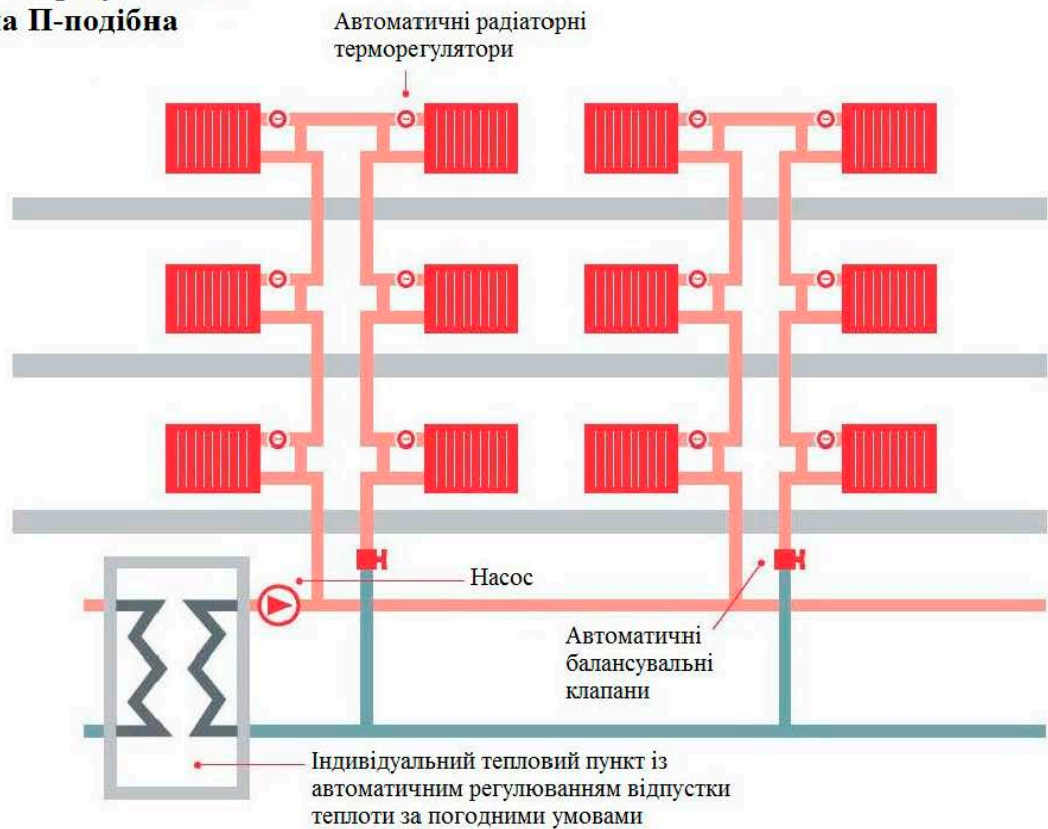 на П-подібна
Автоматичні радіаторні
терморегулятори
Насос
Автоматичні
балансувальні
клапани
Індивідуальний тепловий пункт із
автоматичним регулюванням відпустки
теплоти за погодними умовами